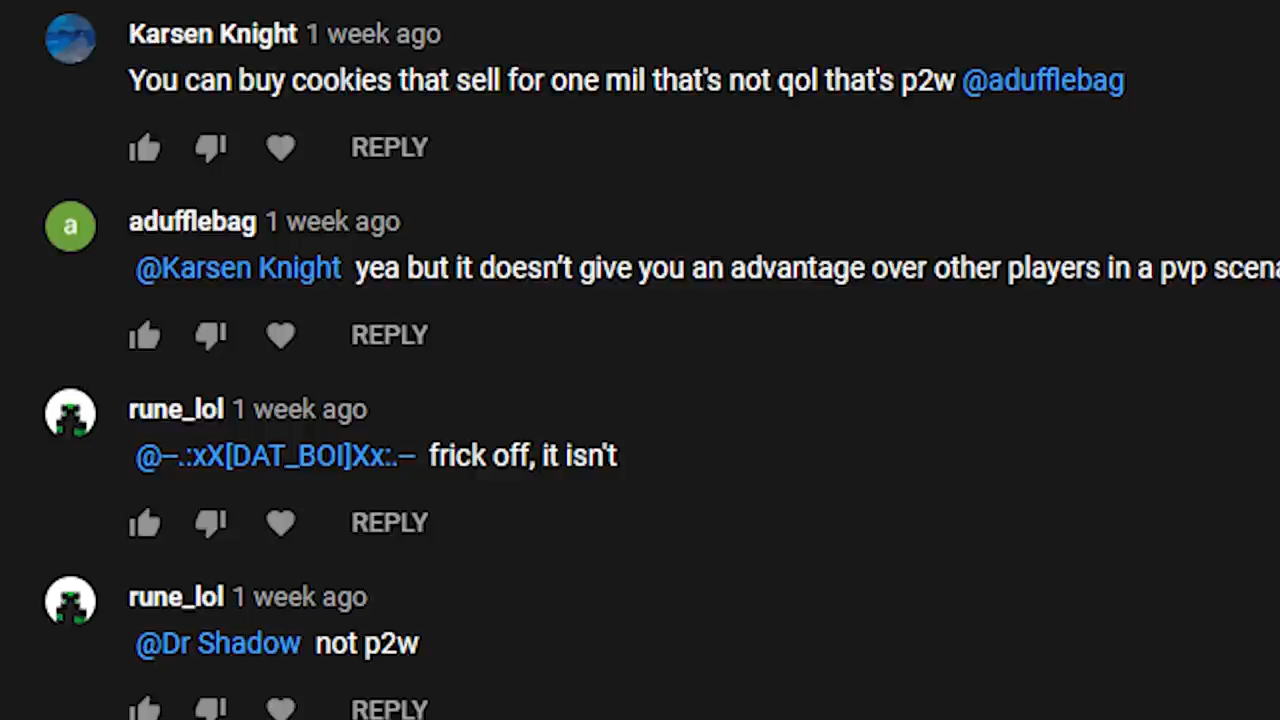 Karsen Knight 1 week ago
You can buy cookies that sell for one mil that's not qol that's p2w @adufflebag
REPLY
a
adufflebag 1 week ago
@Karsen Knight yea but it doesn't give you an advantage over other players in a pvp
REPLY
rune_lol 1 week ago
@–.:xX[DAT_BOI]Xx:.– frick off, it isn't
REPLY
rune_lol 1 week ago
@Dr Shadow not p2w
REPLY